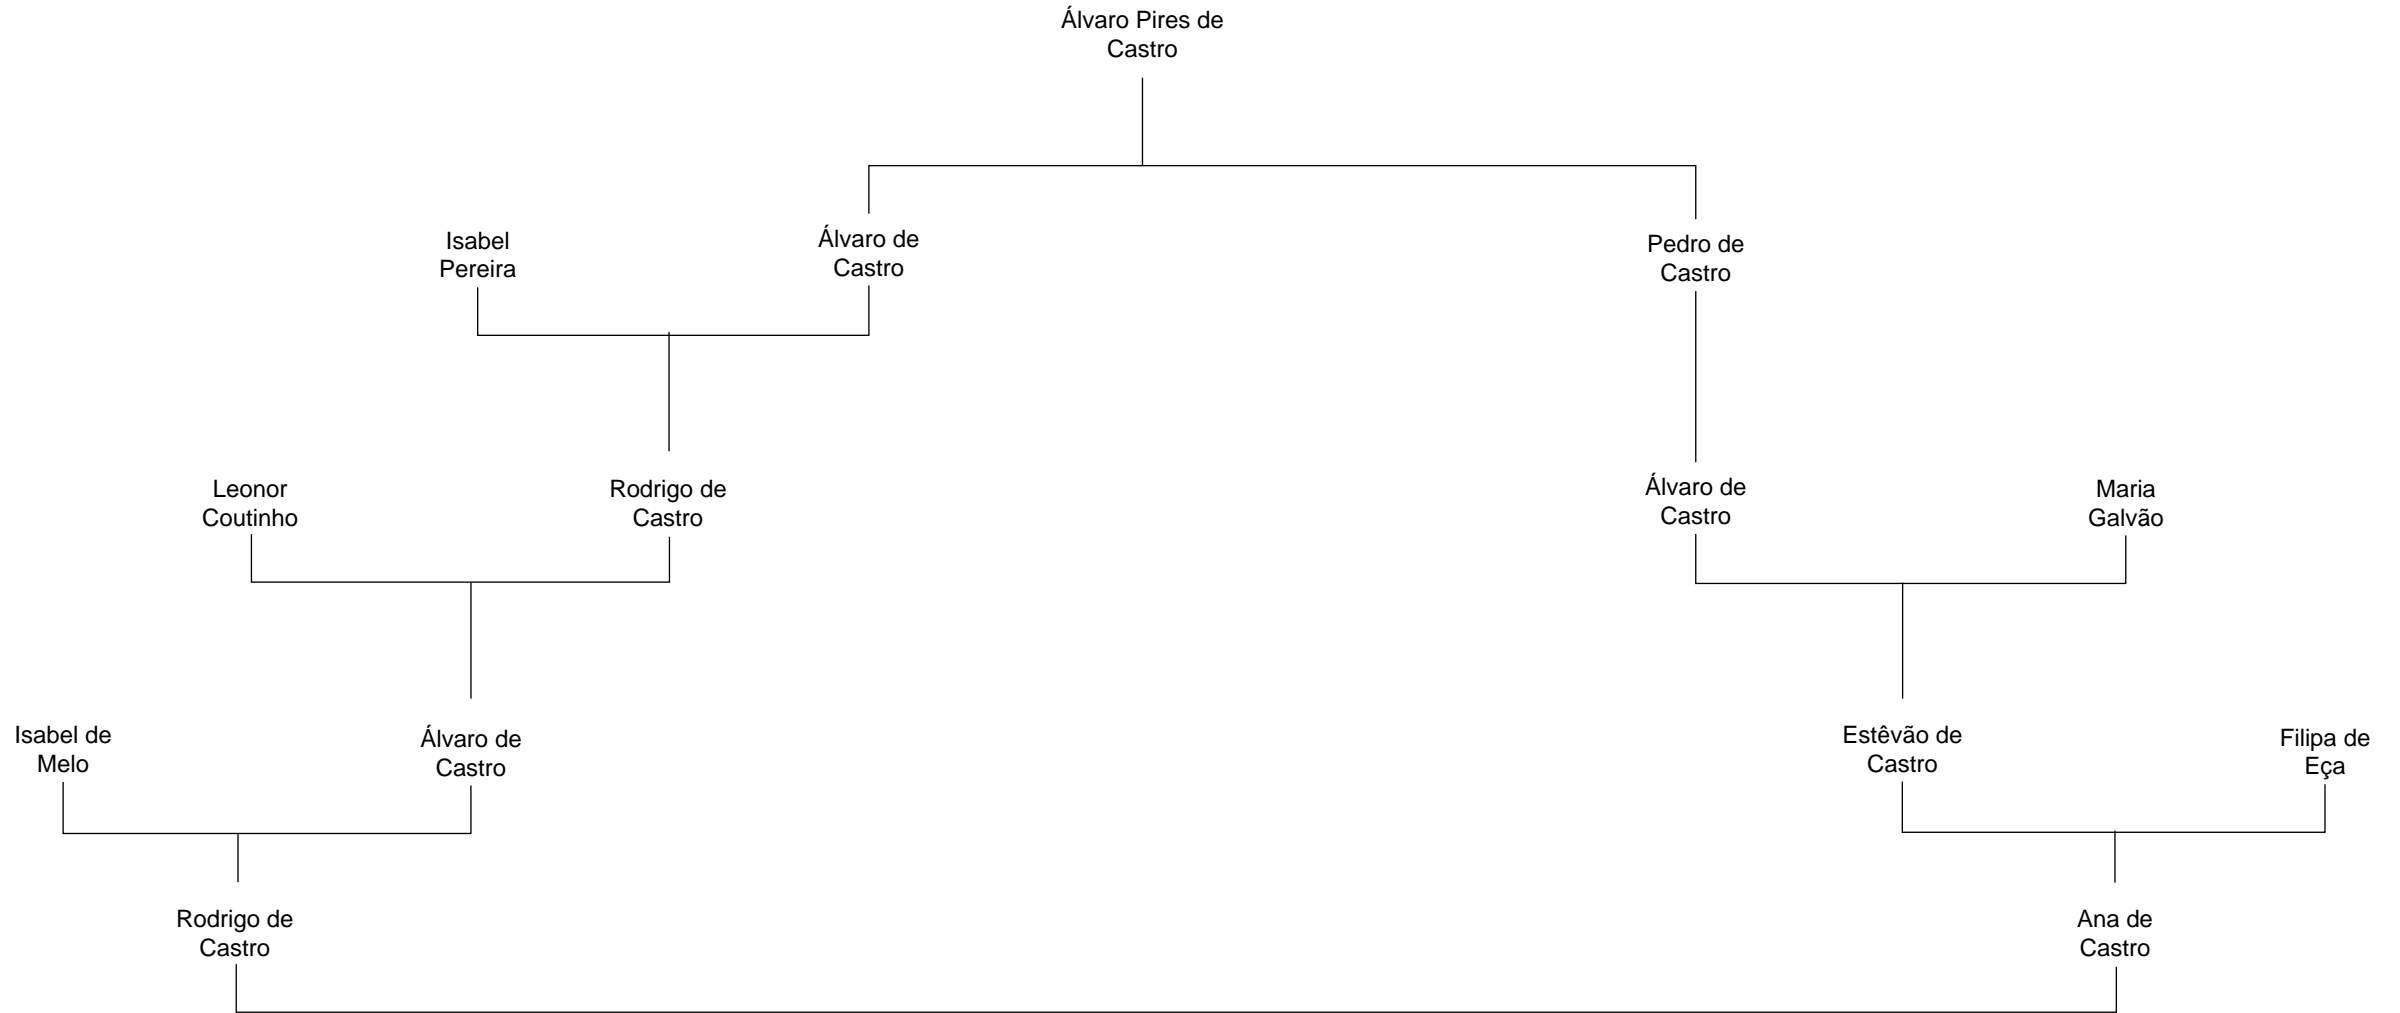 Álvaro Pires de
Castro
Isabel
Pereira
Álvaro de
Castro
Pedro de
Castro
Leonor
Coutinho
Rodrigo de
Castro
Álvaro de
Castro
Maria
Galvão
Isabel de
Melo
Álvaro de
Castro
Estêvão de
Castro
Filipa de
Eça
Rodrigo de
Castro
Ana de
Castro